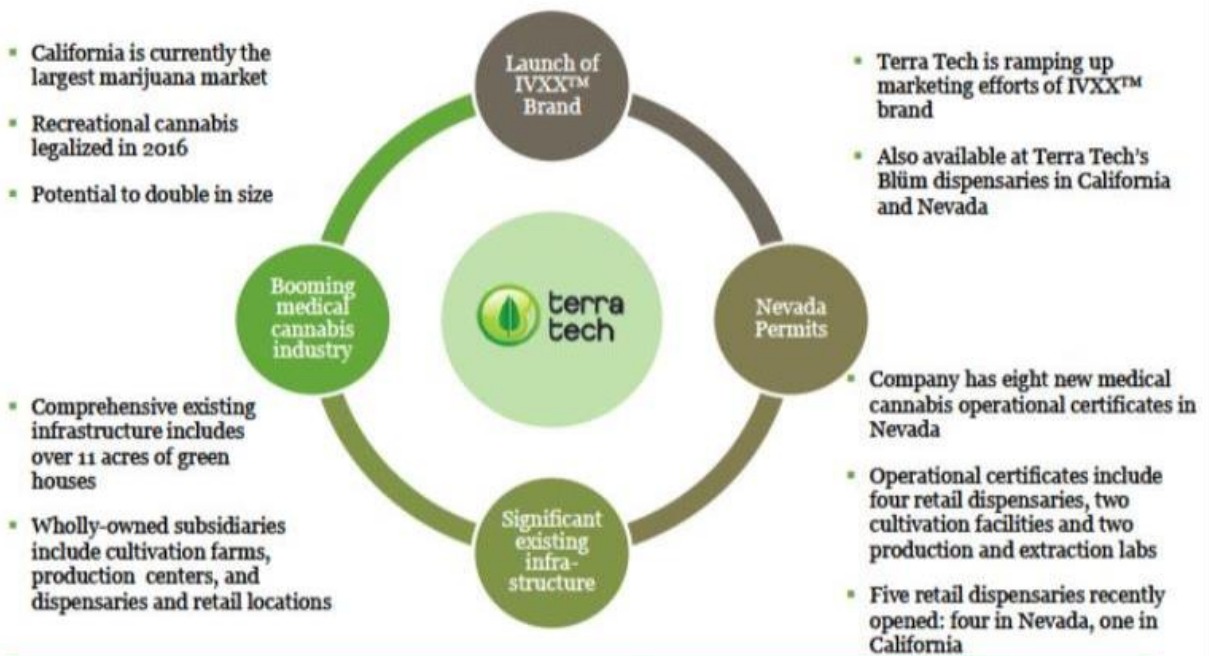 ▪ California is currently the
largest marijuana market
▪ Recreational cannabis
legalized in 2016
▪ Potential to double in size
Launch of
IVXX™
Brand
▪ Terra Tech is ramping up
marketing efforts of IVXX™
brand
▪ Also available at Terra Tech's
Blüm dispensaries in California
and Nevada
Booming
medical
cannabis
industry
terra
tech
Nevada
Permits
▪ Comprehensive existing
infrastructure includes
over 11 acres of green
houses
▪ Wholly-owned subsidiaries
include cultivation farms,
production centers, and
dispensaries and retail locations
Significant
existing
infra-
structure
▪ Company has eight new medical
cannabis operational certificates in
Nevada
▪ Operational certificates include
four retail dispensaries, two
cultivation facilities and two
production and extraction labs
▪ Five retail dispensaries recently
opened: four in Nevada, one in
California